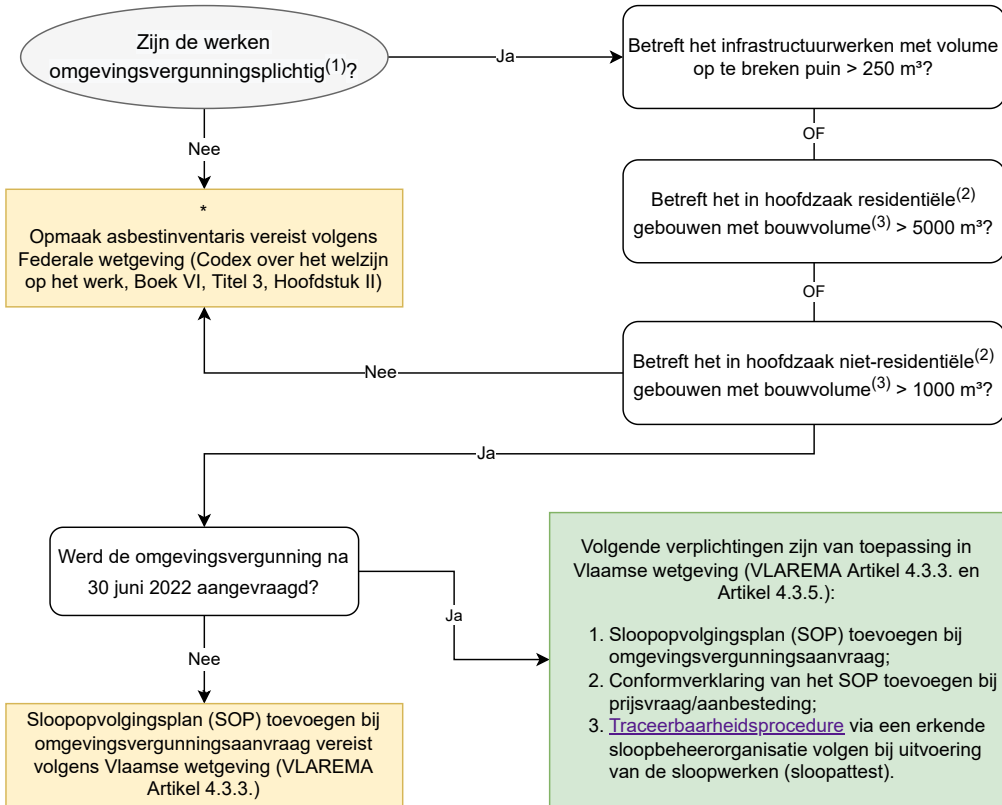 Zijn de werken
omgevingsvergunningsplichtig(1)?
Ja
Betreft het infrastructuurwerken met volume
op te breken puin > 250 m³?
OF
Nee
Betreft het in hoofdzaak residentiële(2)
gebouwen met bouwvolume(3) > 5000 m³?
*
Opmaak asbestinventaris vereist volgens
Federale wetgeving (Codex over het welzijn
op het werk, Boek VI, Titel 3, Hoofdstuk II)
OF
Betreft het in hoofdzaak niet-residentiële(2)
gebouwen met bouwvolume(3) > 1000 m³?
Nee
Ja
Werd de omgevingsvergunning na
30 juni 2022 aangevraagd?
Ja
Nee
Volgende verplichtingen zijn van toepassing in
Vlaamse wetgeving (VLAREMA Artikel 4.3.3. en
Artikel 4.3.5.):
1. Sloopopvolgingsplan (SOP) toevoegen bij
omgevingsvergunningsaanvraag;
2. Conformverklaring van het SOP toevoegen bij
prijsvraag/aanbesteding;
3. Traceerbaarheidsprocedure via een erkende
sloopbeheerorganisatie volgen bij uitvoering
van de sloopwerken (sloopattest).
Sloopopvolgingsplan (SOP) toevoegen bij
omgevingsvergunningsaanvraag vereist
volgens Vlaamse wetgeving (VLAREMA
Artikel 4.3.3.)